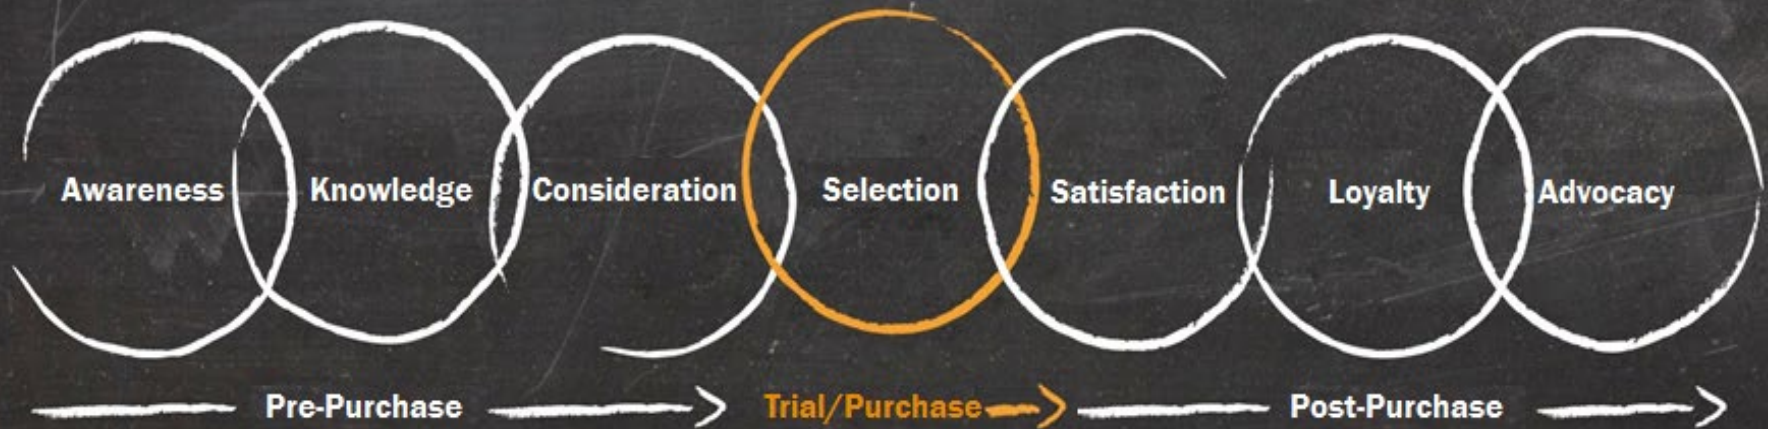 Awareness Knowledge Consideration Selection Satisfaction Loyalty Advocacy
Pre-Purchase Trial/Purchase Post-Purchase